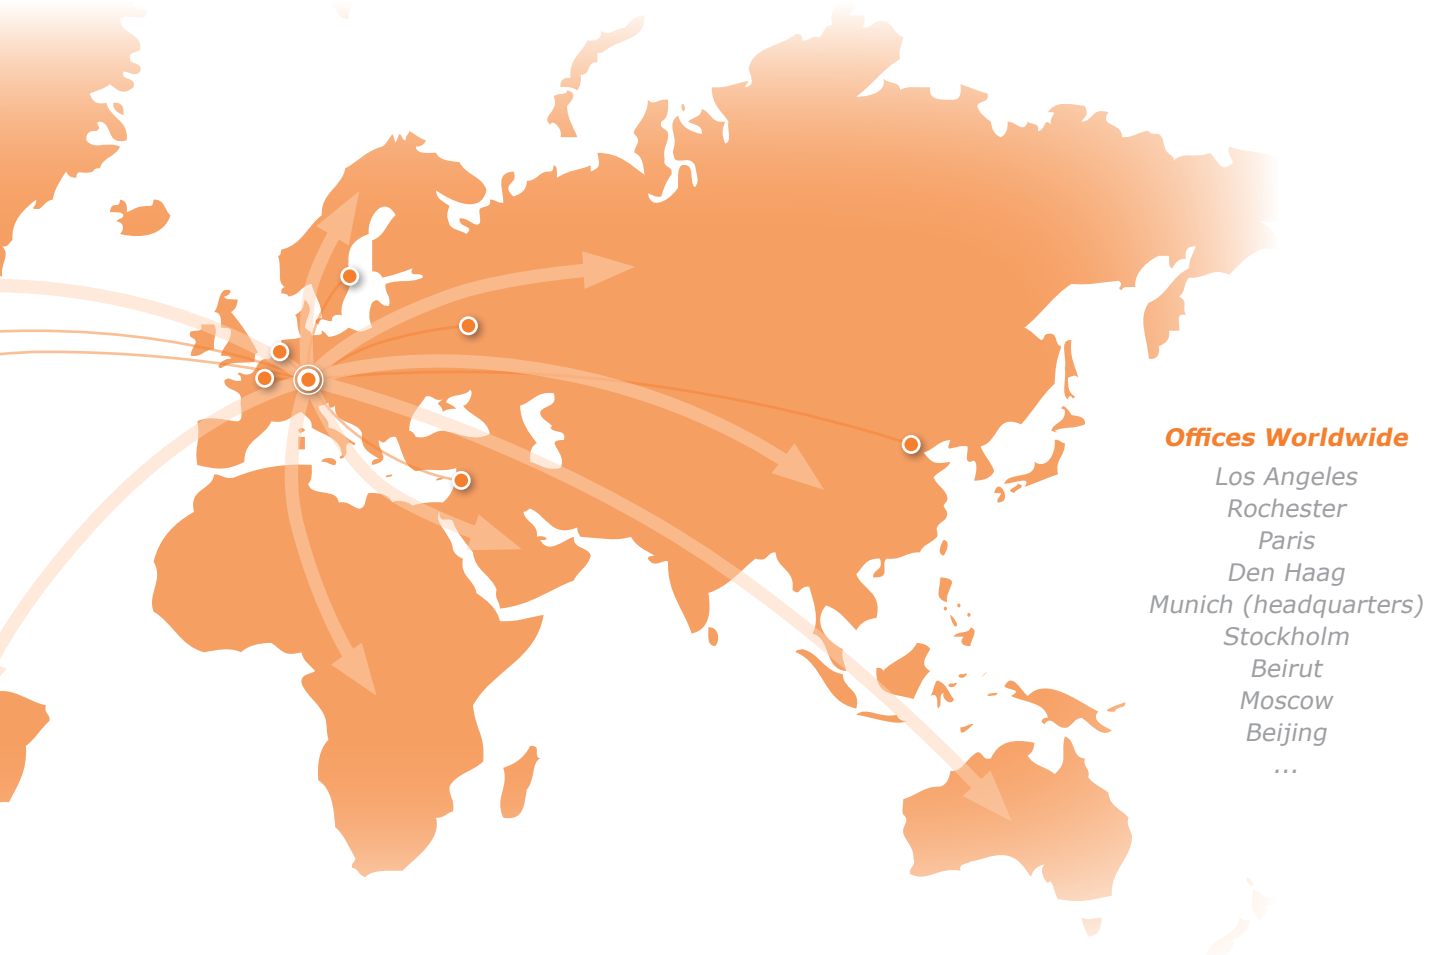 Offices Worldwide
Los Angeles
Rochester
Paris
Den Haag
Munich (headquarters)
Stockholm
Beirut
Moscow
Beijing
...